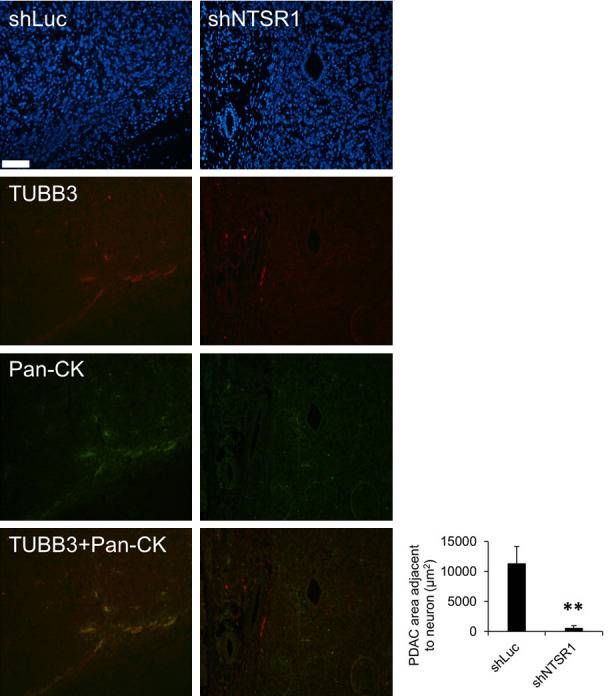 shLuc
shNTSR1
TUBB3
Pan-CK
TUBB3+Pan-CK
PDAC area adjacent
to neuron (µm²)
15000
10000
5000
0
**
shLuc
shNTSR1